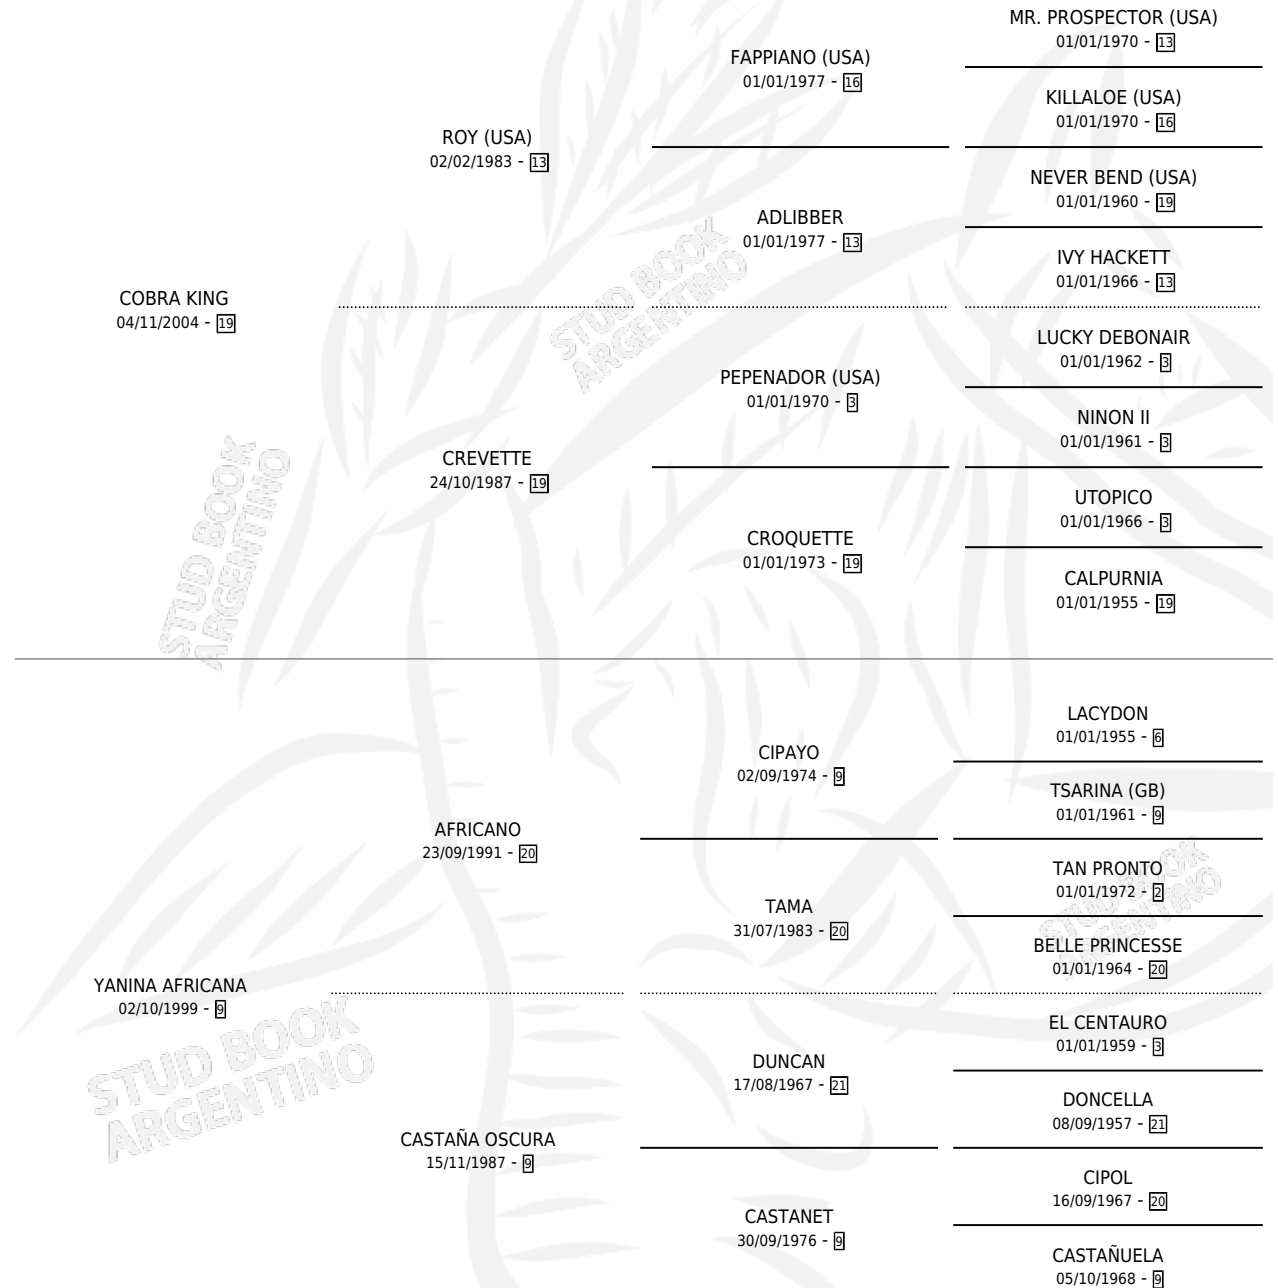 MR. PROSPECTOR (USA)
01/01/1970 - 13
FAPPIANO (USA)
01/01/1977 - 16
KILLALOE (USA)
01/01/1970 - 16
ROY (USA)
02/02/1983 - 13
NEVER BEND (USA)
01/01/1960 - 19
ADLIBBER
01/01/1977 - 13
IVY HACKETT
01/01/1966 - 13
COBRA KING
04/11/2004 - 19
LUCKY DEBONAIR
01/01/1962 - 3
PEPENADOR (USA)
01/01/1970 - 3
NINON II
01/01/1961 - 3
CREVETTE
24/10/1987 - 19
UTOPICO
01/01/1966 - 3
CROQUETTE
01/01/1973 - 19
CALPURNIA
01/01/1955 - 19
LACYDON
01/01/1955 - 6
CIPAYO
02/09/1974 - 9
TSARINA (GB)
01/01/1961 - 9
AFRICANO
23/09/1991 - 20
TAN PRONTO
01/01/1972 - 2
TAMA
31/07/1983 - 20
BELLE PRINCESSE
01/01/1964 - 20
YANINA AFRICANA
02/10/1999 - 9
EL CENTAURO
01/01/1959 - 3
DUNCAN
17/08/1967 - 21
DONCELLA
08/09/1957 - 21
CASTAÑA OSCURA
15/11/1987 - 9
CIPOL
16/09/1967 - 20
CASTANET
30/09/1976 - 9
CASTAÑUELA
05/10/1968 - 9
STUD BOOK
ARGENTINO
STUD BOOK
ARGENTINO
STUD BOOK
ARGENTINO
STUD BOOK
ARGENTINO